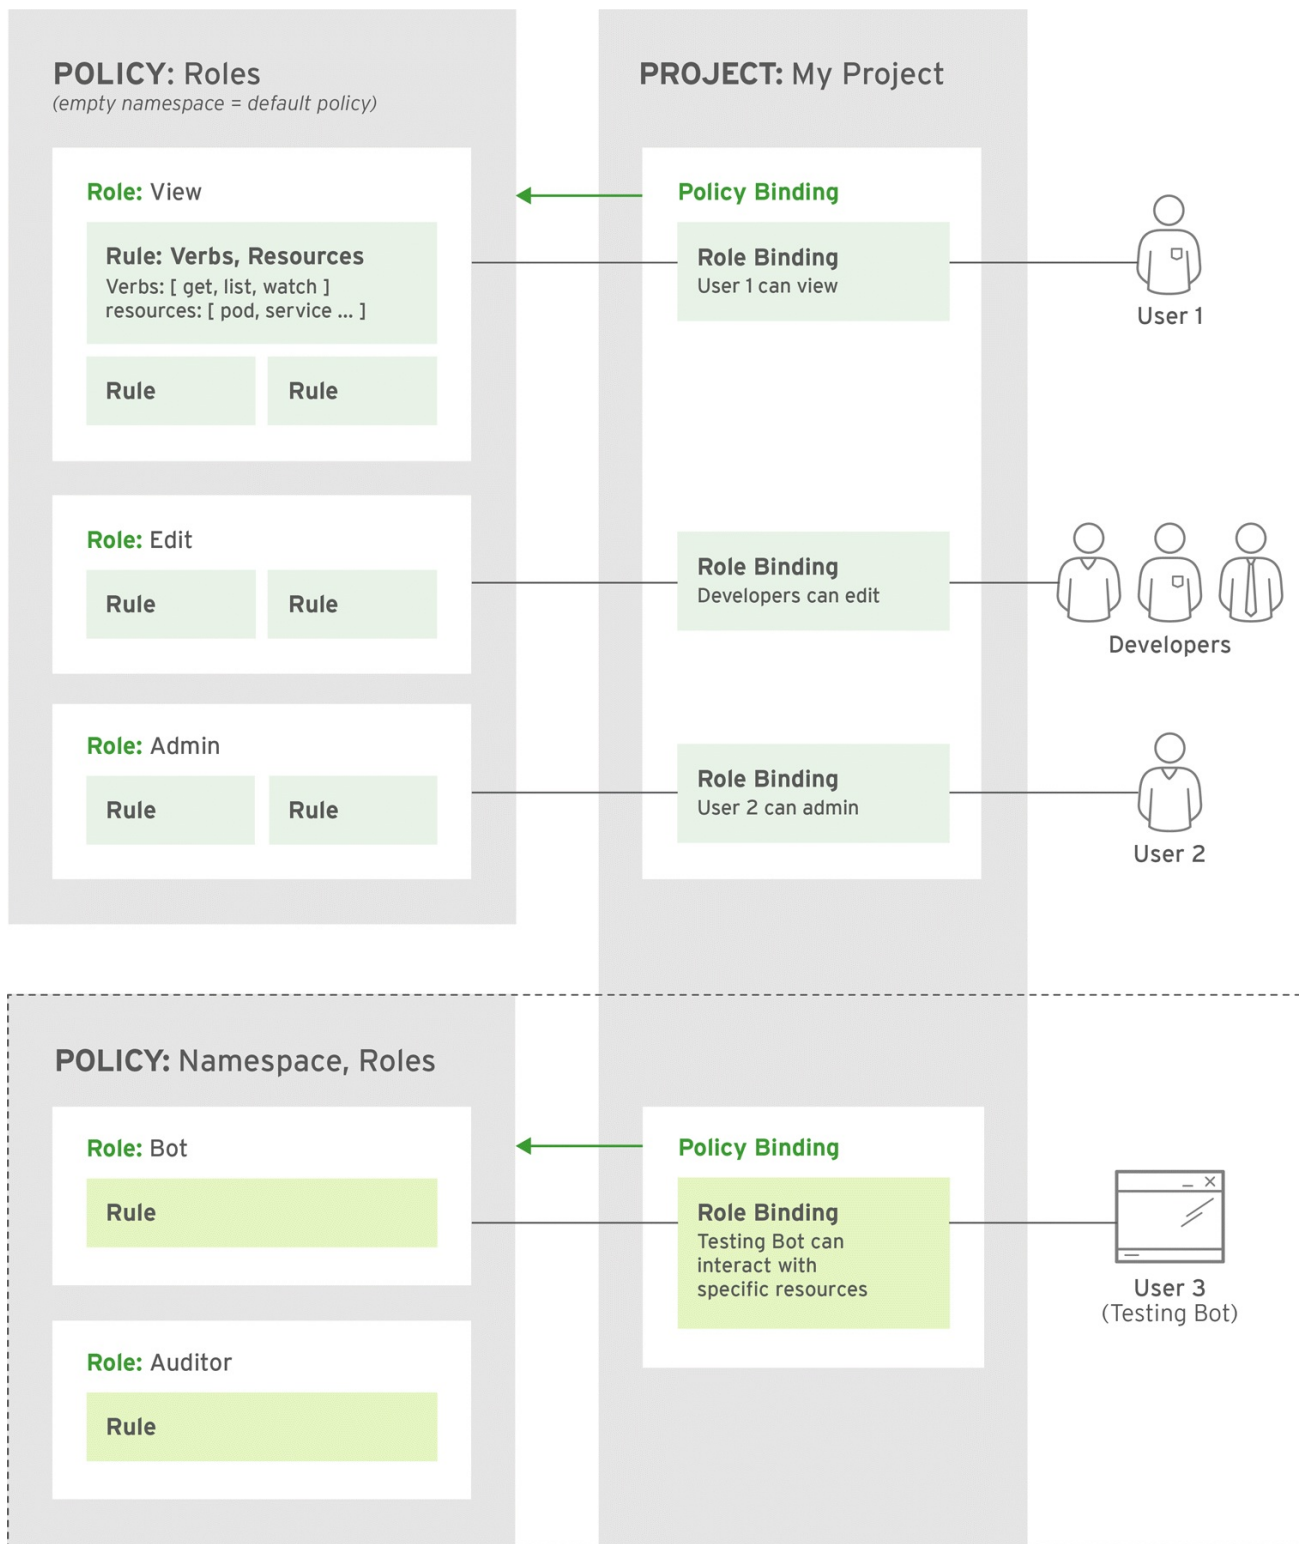 POLICY: Roles
(empty namespace = default policy)
Role: View
Rule: Verbs, Resources
Verbs: [ get, list, watch ]
resources: [ pod, service ... ]
Rule
Rule
Role: Edit
Rule
Rule
Role: Admin
Rule
Rule
PROJECT: My Project
Policy Binding
Role Binding
User 1 can view
Role Binding
Developers can edit
Role Binding
User 2 can admin
User 1
Developers
User 2
POLICY: Namespace, Roles
Role: Bot
Rule
Role: Auditor
Rule
Policy Binding
Role Binding
Testing Bot can
interact with
specific resources
User 3
(Testing Bot)